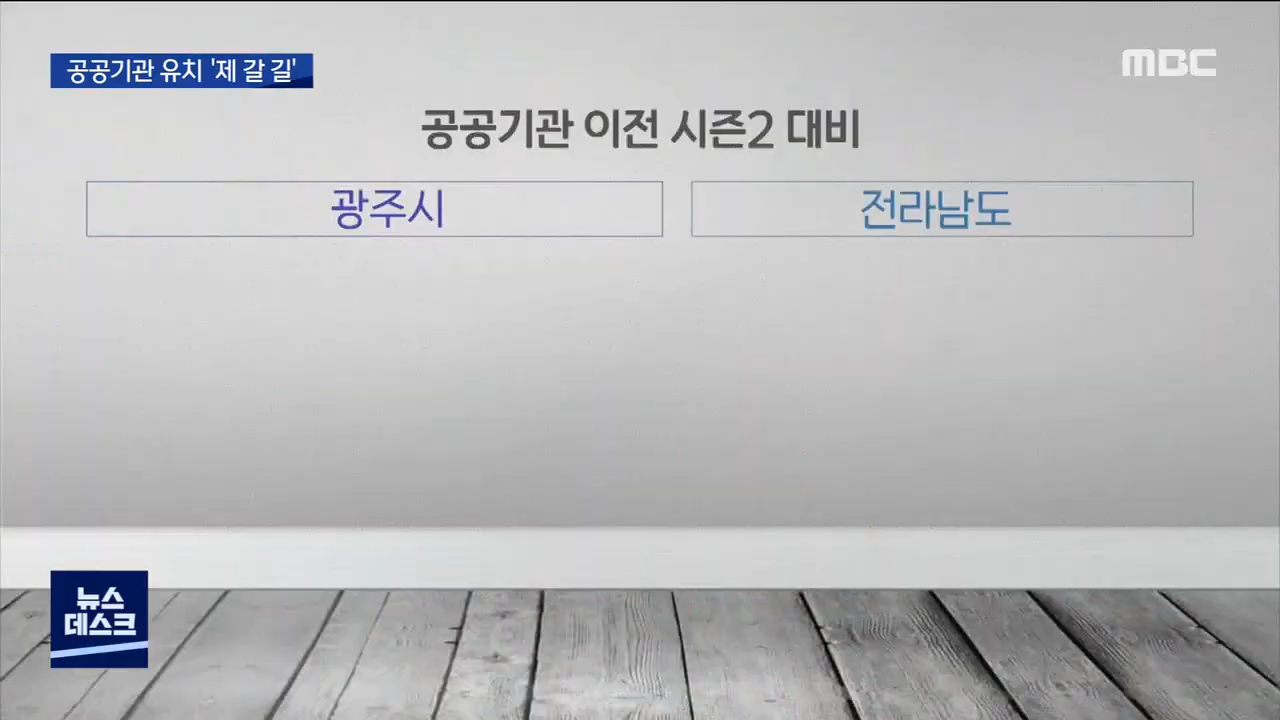 공공기관 유치 '제 갈 길'
MBC
공공기관 이전 시즌2 대비
광주시
전라남도
뉴스
데스크